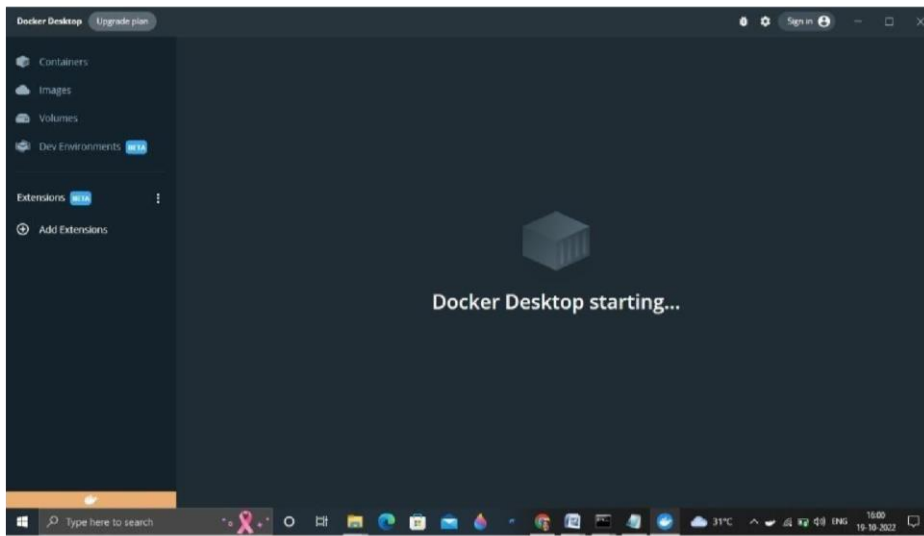 Docker Desktop Upgrade plan Sign in
Containers
Images
Volumes
Dev Environments BETA
Extensions BETA
Add Extensions
Docker Desktop starting...
Type here to search 31°C ENG 16:00
19-10-2022